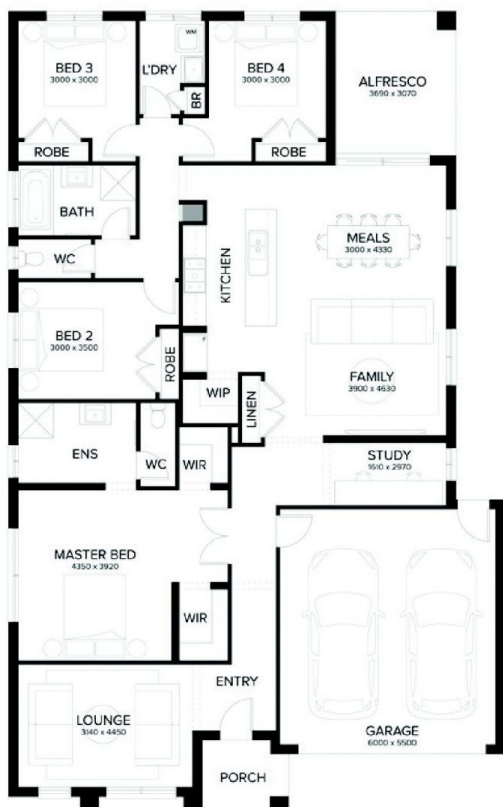 BED 3
3000 x 3000
L'DRY
WM
BED 4
3000 x 3000
BR
ALFRESCO
3690 x 3070
ROBE
ROBE
BATH
WC
KITCHEN
MEALS
3000 x 4330
BED 2
3000 x 3500
ROBE
F
WIP
LINEN
FAMILY
3900 x 4630
ENS
WC
WIR
STUDY
1610 x 2970
MASTER BED
4350 x 3920
WIR
ENTRY
LOUNGE
3140 x 4450
GARAGE
6000 x 5500
PORCH